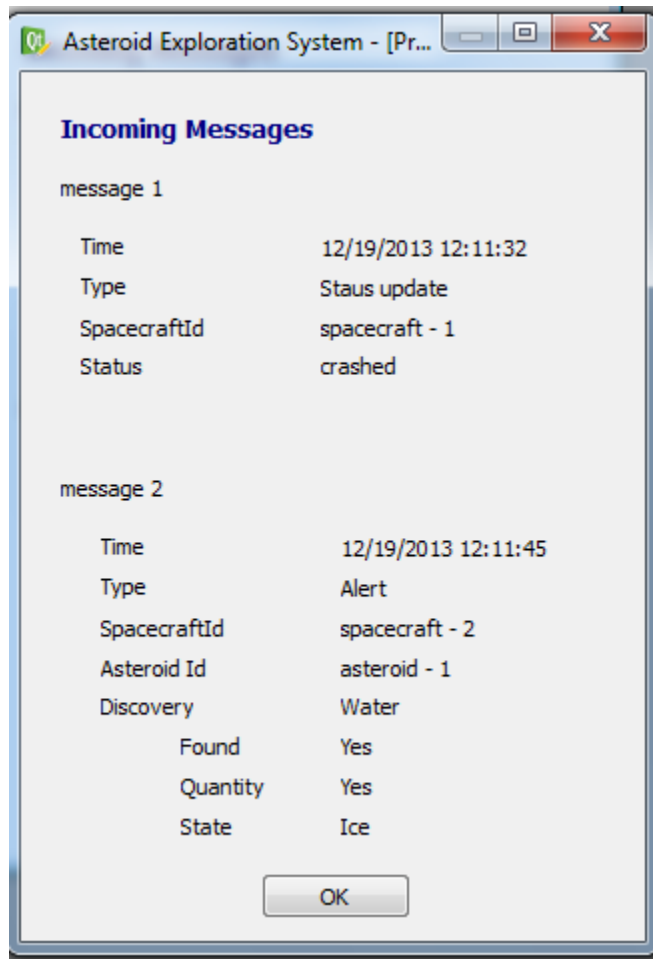 Asteroid Exploration System - [Pr...
Incoming Messages
message 1
Time 12/19/2013 12:11:32
Type Staus update
SpacecraftId spacecraft - 1
Status crashed
message 2
Time 12/19/2013 12:11:45
Type Alert
SpacecraftId spacecraft - 2
Asteroid Id asteroid - 1
Discovery Water
Found Yes
Quantity Yes
State Ice
OK